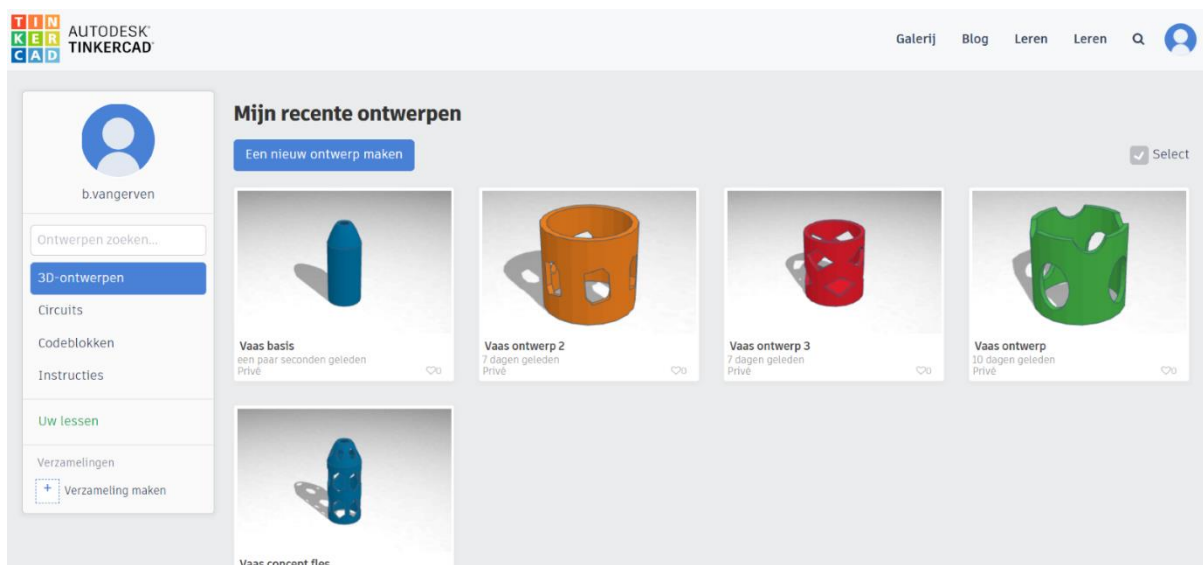 TIN
KER
CAD
AUTODESK®
TINKERCAD®
Galerij Blog Leren Leren
b.vangerven
Ontwerpen zoeken...
3D-ontwerpen
Circuits
Codeblokken
Instructies
Uw lessen
Verzamelingen
+ Verzameling maken
Mijn recente ontwerpen
Een nieuw ontwerp maken
Select
Vaas basis
een paar seconden geleden
Privé
0
Vaas ontwerp 2
7 dagen geleden
Privé
0
Vaas ontwerp 3
7 dagen geleden
Privé
0
Vaas ontwerp
10 dagen geleden
Privé
0
Vaas concept fles